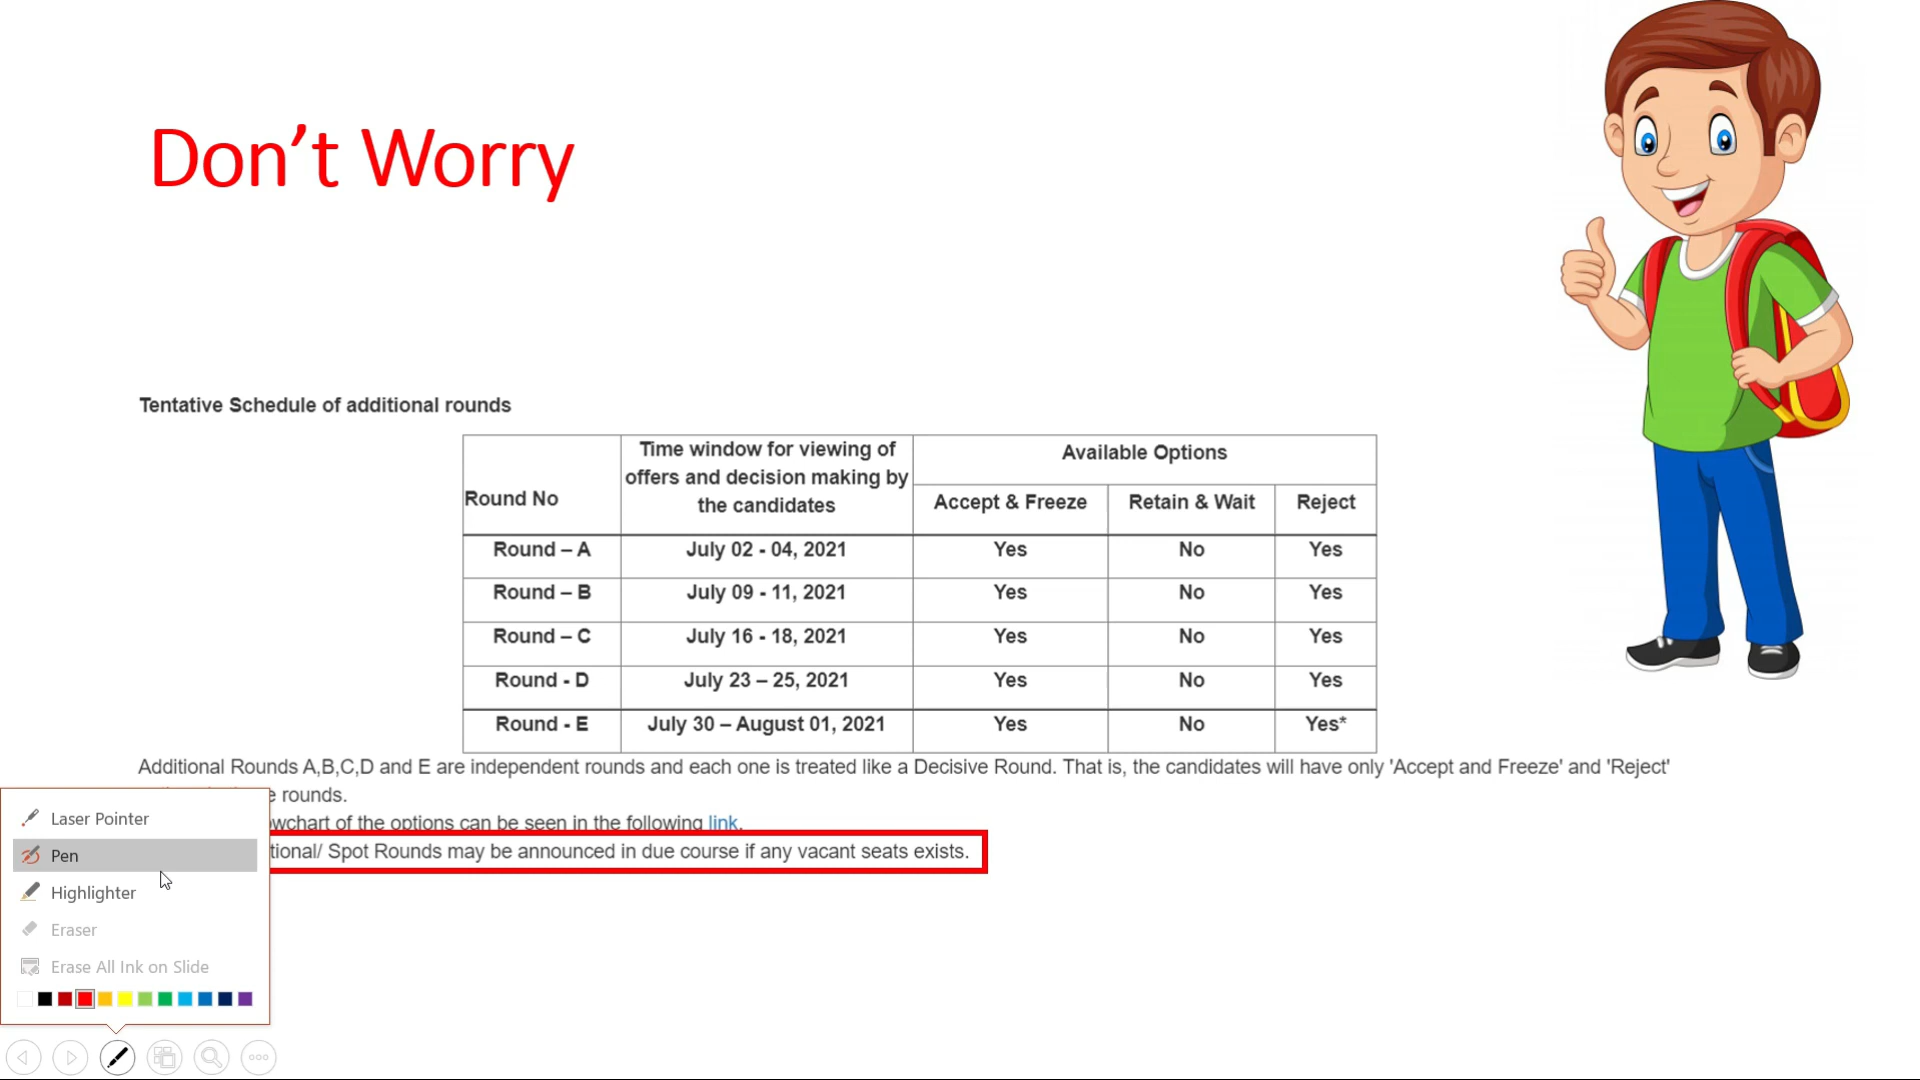 Don’t Worry
Tentative Schedule of additional rounds
Round No
Time window for viewing of
offers and decision making by
the candidates
Available Options
Accept & Freeze
Retain & Wait
Reject
Round – A July 02 - 04, 2021 Yes No Yes
Round – B July 09 - 11, 2021 Yes No Yes
Round – C July 16 - 18, 2021 Yes No Yes
Round - D July 23 – 25, 2021 Yes No Yes
Round - E July 30 – August 01, 2021 Yes No Yes*
Additional Rounds A,B,C,D and E are independent rounds and each one is treated like a Decisive Round. That is, the candidates will have only 'Accept and Freeze' and 'Reject'
rounds.
of the options can be seen in the following link.
Spot Rounds may be announced in due course if any vacant seats exists.
Laser Pointer
Pen
Highlighter
Eraser
Erase All Ink on Slide